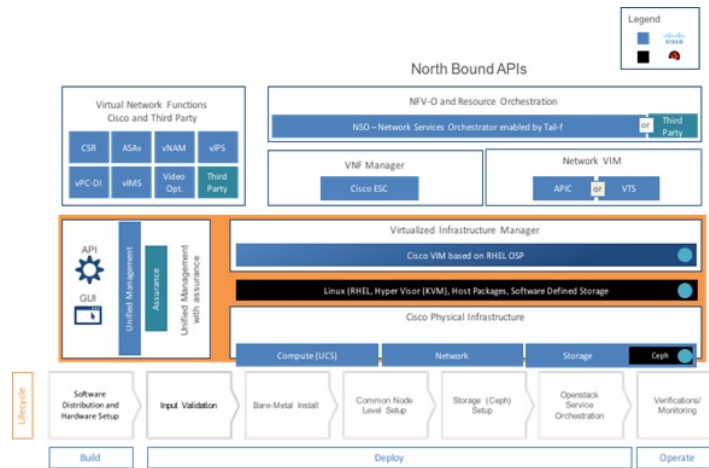 Legend
cisco
North Bound APIs
Virtual Network Functions
Cisco and Third Party
CSR
ASAv
vNAM
vIPS
vPC-DI
vIMS
Video
Opt.
Third
Party
NFV-O and Resource Orchestration
NSO – Network Services Orchestrator enabled by Tail-f
or
Third
Party
VNF Manager
Cisco ESC
Network VIM
APIC
or
VTS
API
GUI
Unified Management
Assurance
Unified Management
with assurance
Virtualized Infrastructure Manager
Cisco VIM based on RHEL OSP
Linux (RHEL, Hyper Visor (KVM), Host Packages, Software Defined Storage
Cisco Physical Infrastructure
Compute (UCS)
Network
Storage
Ceph
Lifecycle
Software
Distribution and
Hardware Setup
Input Validation
Bare-Metal Install
Common Node
Level Setup
Storage (Ceph)
Setup
Openstack
Service
Orchestration
Verifications/
Monitoring
Build
Deploy
Operate